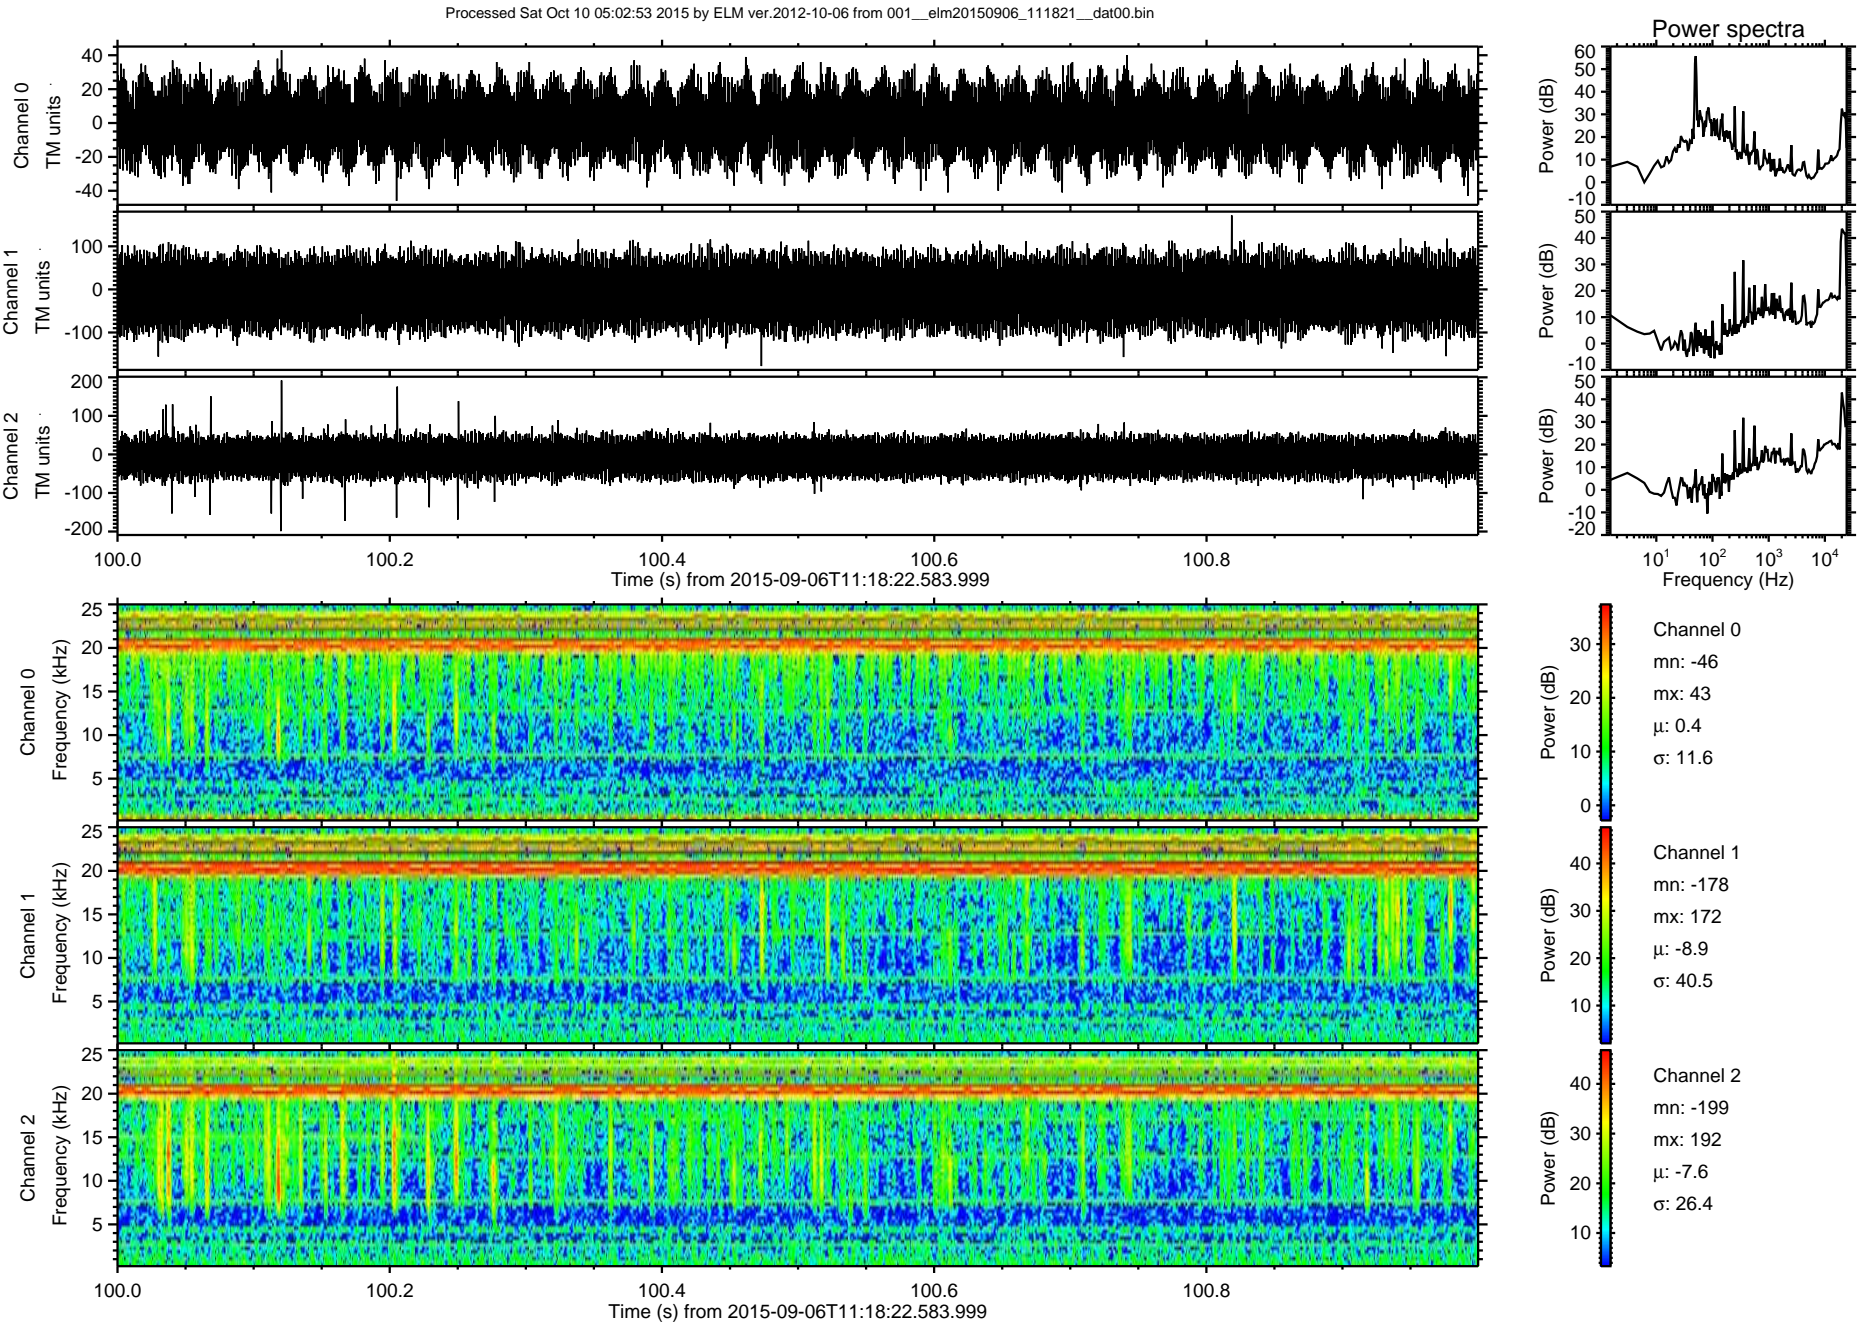 Processed Sat Oct 10 05:02:53 2015 by ELM ver.2012-10-06 from 001__elm20150906_111821__dat00.bin
Power spectra
Channel 0
TM units
40
20
0
-20
-40
Power (dB)
60
50
40
30
20
10
0
-10
Channel 1
TM units
100
0
-100
Power (dB)
50
40
30
20
10
0
-10
Channel 2
TM units
200
100
0
-100
-200
Power (dB)
50
40
30
20
10
0
-10
-20
100.0 100.2 100.4 100.6 100.8
Time (s) from 2015-09-06T11:18:22.583.999
10¹ 10² 10³ 10⁴
Frequency (Hz)
Channel 0
Frequency (kHz)
25
20
15
10
5
Power (dB)
30
20
10
0
Channel 0
mn: -46
mx: 43
μ: 0.4
σ: 11.6
Channel 1
Frequency (kHz)
25
20
15
10
5
Power (dB)
40
30
20
10
Channel 1
mn: -178
mx: 172
μ: -8.9
σ: 40.5
Channel 2
Frequency (kHz)
25
20
15
10
5
Power (dB)
40
30
20
10
Channel 2
mn: -199
mx: 192
μ: -7.6
σ: 26.4
100.0 100.2 100.4 100.6 100.8
Time (s) from 2015-09-06T11:18:22.583.999